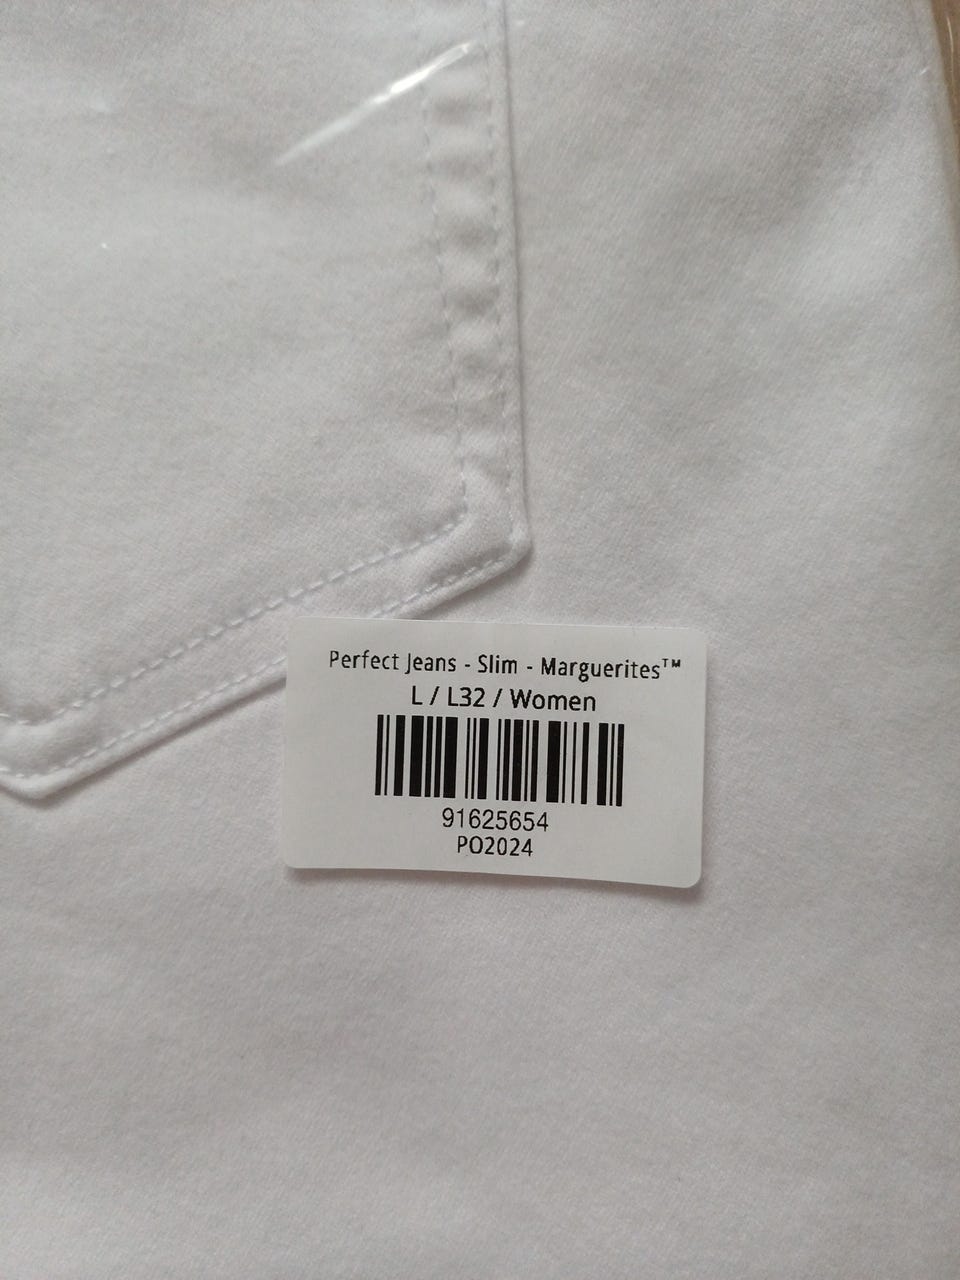 Perfect Jeans - Slim - Marguerites™
L / L32 / Women
91625654
PO2024